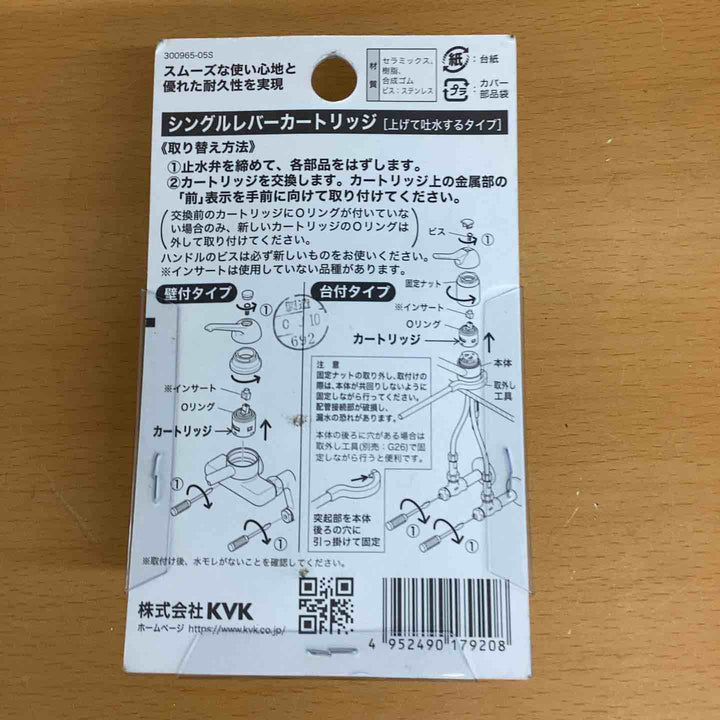 300965-05S
スムーズな使い心地と
優れた耐久性を実現
材質
セラミックス、
樹脂、
合成ゴム
ビス：ステンレス
紙
：台紙
プラ
：カバー
部品袋
シングルレバーカートリッジ［上げて吐水するタイプ］
《取り替え方法》
①止水弁を締めて、各部品をはずします。
②カートリッジを交換します。カートリッジ上の金属部の
「前」表示を手前に向けて取り付けてください。
交換前のカートリッジにOリングが付いていな
い場合のみ、新しいカートリッジのOリングは
外して取り付けてください。
ハンドルのビスは必ず新しいものをお使いください。
※インサートは使用していない品種があります。
壁付タイプ
①
※インサート
Oリング
カートリッジ
①
①
692
台付タイプ
ビス
①
固定ナット
※インサート
Oリング
カートリッジ
本体
取外し
工具
注 意
固定ナットの取り外し、取付けの
際は、本体が共回りしないように
固定しながら行ってください。
配管接続部が破損し、
漏水の恐れがあります。
本体の後ろに穴がある場合は
取外し工具(別売：G26)で固
定しながら行うと便利です。
突起部を本体
後ろの穴に
引っ掛けて固定
①
①
※取付け後、水モレがないことを確認してください。
株式会社KVK
ホームページ https://www.kvk.co.jp/
4 952490 179208